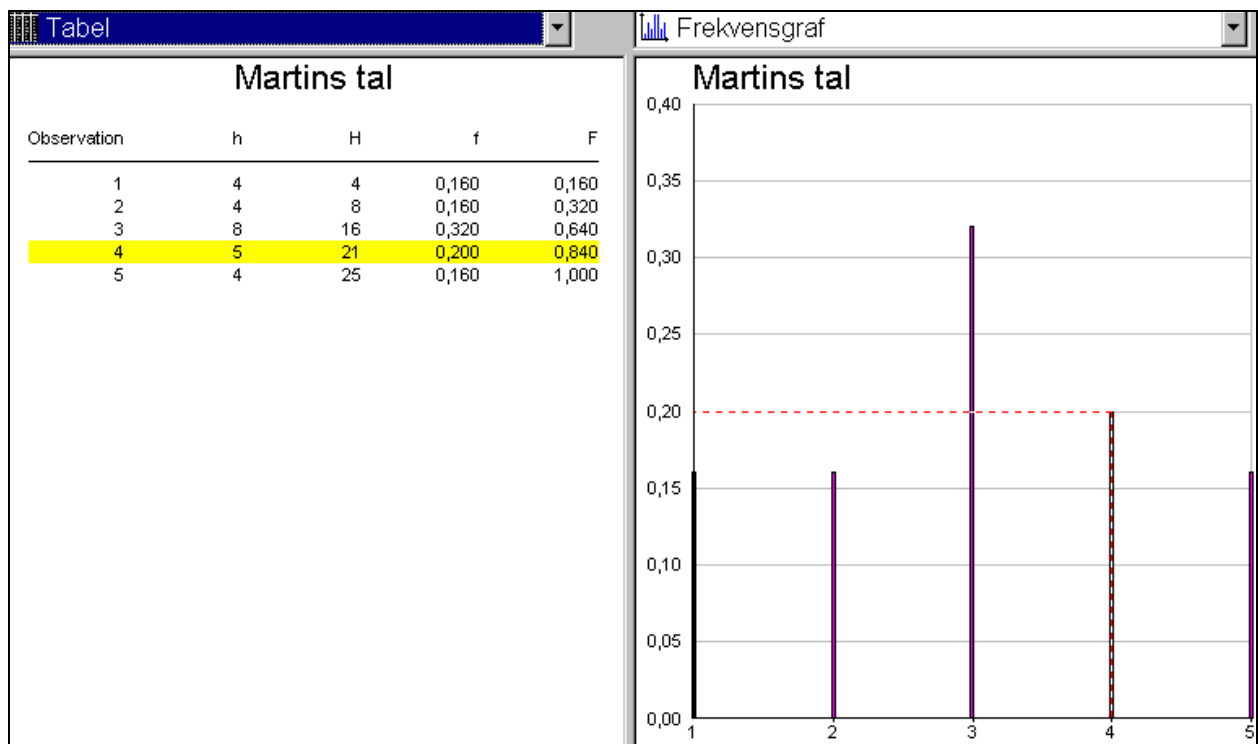 Tabel
Martins tal
Observation h H f F
1 4 4 0,160 0,160
2 4 8 0,160 0,320
3 8 16 0,320 0,640
4 5 21 0,200 0,840
5 4 25 0,160 1,000
Frekvensgraf
Martins tal
0,40
0,35
0,30
0,25
0,20
0,15
0,10
0,05
0,00
1 2 3 4 5